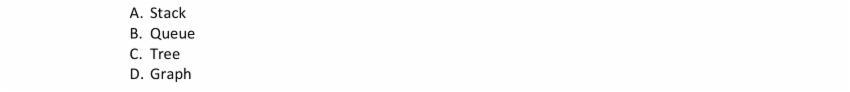 A. Stack
B. Queue
C. Tree
D. Graph